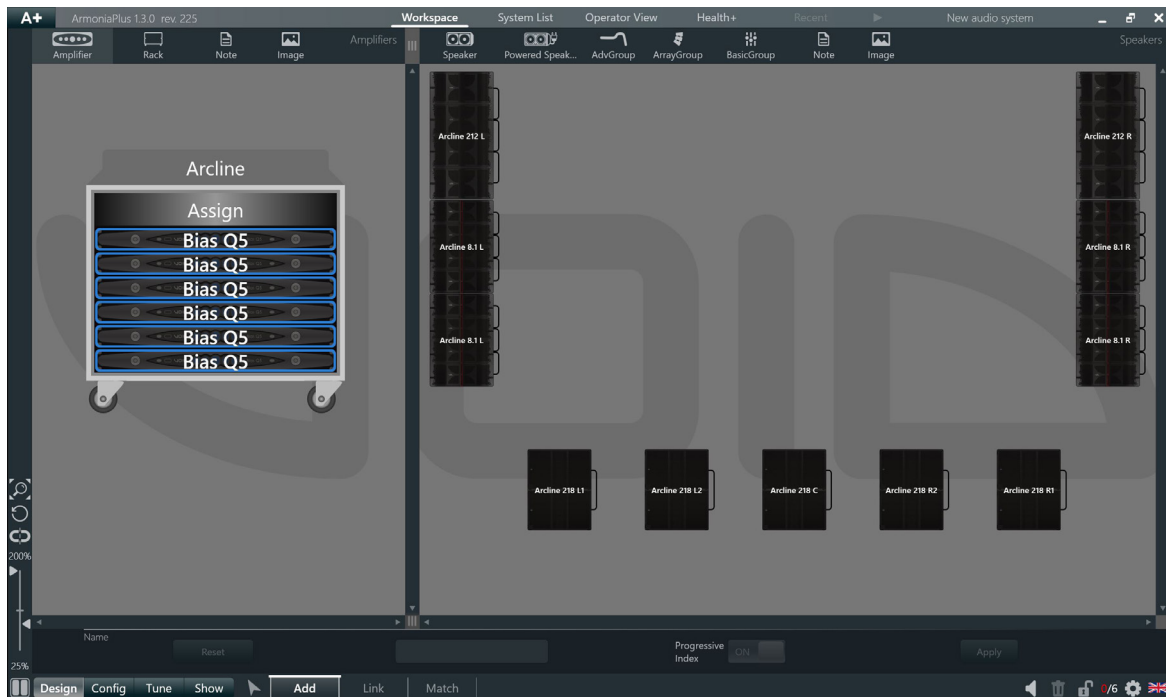 A+ ArmoníaPlus 1.3.0 rev. 225 Workspace System List Operator View Health+ Recent New audio system
Amplifier Rack Note Image Amplifiers Speaker Powered Speak... AdvGroup ArrayGroup BasicGroup Note Image Speakers
Arcline 212 L Arcline 212 R
Arcline
Assign
Bias Q5
Bias Q5
Bias Q5
Bias Q5
Bias Q5
Bias Q5
Arcline 8.1 L Arcline 8.1 R
Arcline 8.1 L Arcline 8.1 R
Arcline 218 L1 Arcline 218 L2 Arcline 218 C Arcline 218 R2 Arcline 218 R1
200%
25%
Name Reset Progressive Index ON Apply
Design Config Tune Show Add Link Match 0/6